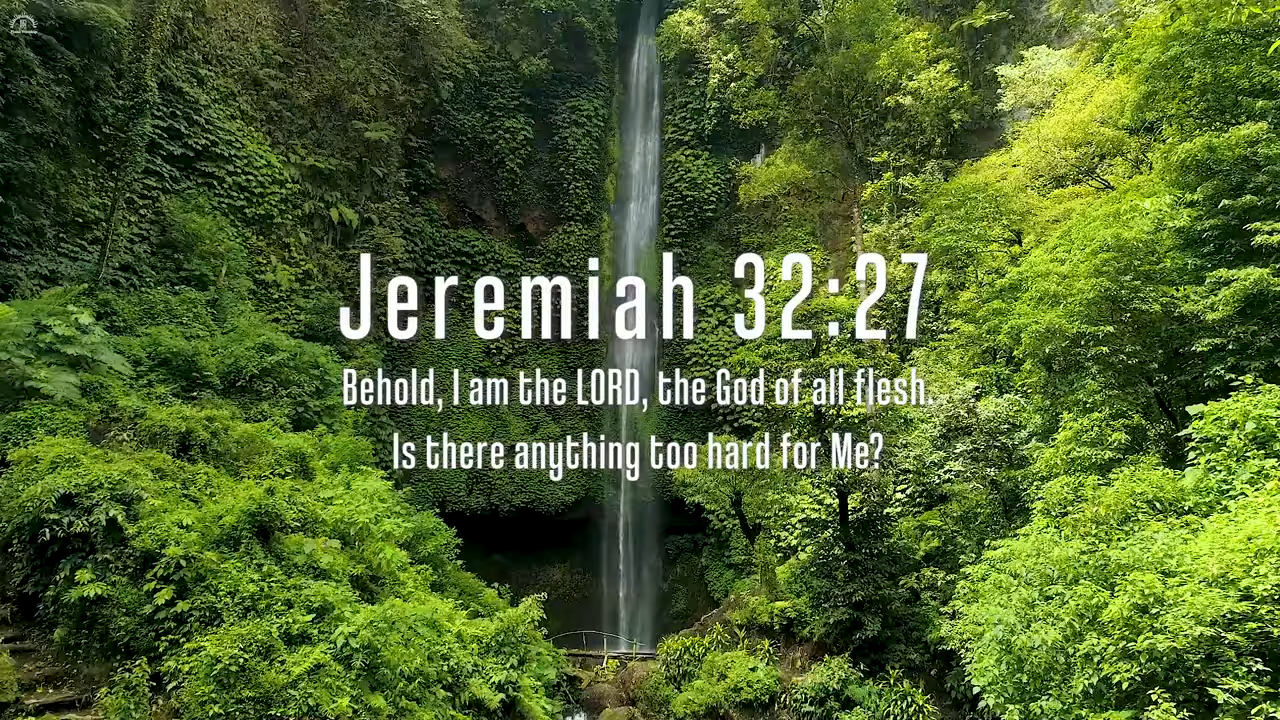 Jeremiah 32:27
Behold, I am the LORD, the God of all flesh.
Is there anything too hard for Me?